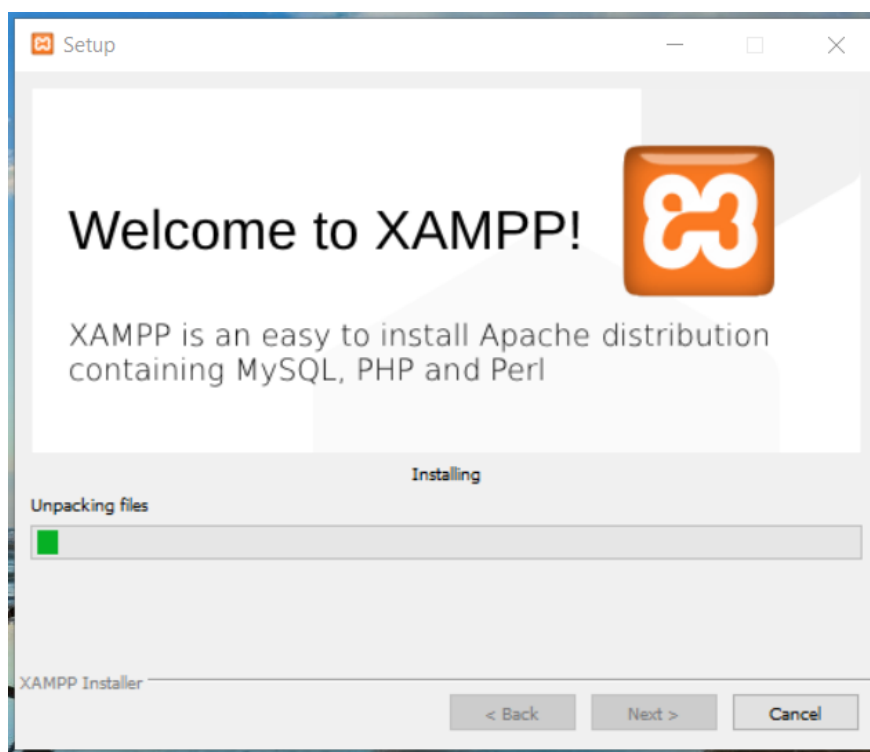 Setup
Welcome to XAMPP!
XAMPP is an easy to install Apache distribution
containing MySQL, PHP and Perl
Installing
Unpacking files
XAMPP Installer
< Back
Next >
Cancel